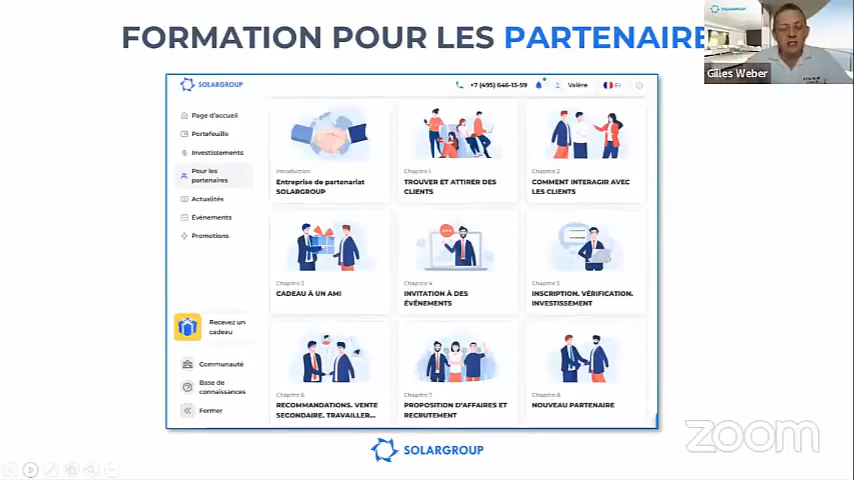 FORMATION POUR LES PARTENAIRE
SOLARGROUP
Gilles Weber
SOLARGROUP
+7 (495) 646-13-59
Valère
Fr
Page d'accueil
Portefeuille
Investissements
Pour les
partenaires
Actualités
Événements
Promotions
Recevez un
cadeau
Communauté
Base de
connaissances
Fermer
Introduction
Entreprise de partenariat
SOLARGROUP
Chapitre 1
TROUVER ET ATTIRER DES
CLIENTS
Chapitre 2
COMMENT INTERAGIR AVEC
LES CLIENTS
Chapitre 3
CADEAU À UN AMI
Chapitre 4
INVITATION À DES
ÉVÉNEMENTS
Chapitre 5
INSCRIPTION. VÉRIFICATION.
INVESTISSEMENT
Chapitre 6
RECOMMANDATIONS. VENTE
SECONDAIRE. TRAVAILLER...
Chapitre 7
PROPOSITION D'AFFAIRES ET
RECRUTEMENT
Chapitre 8
NOUVEAU PARTENAIRE
SOLARGROUP
zoom